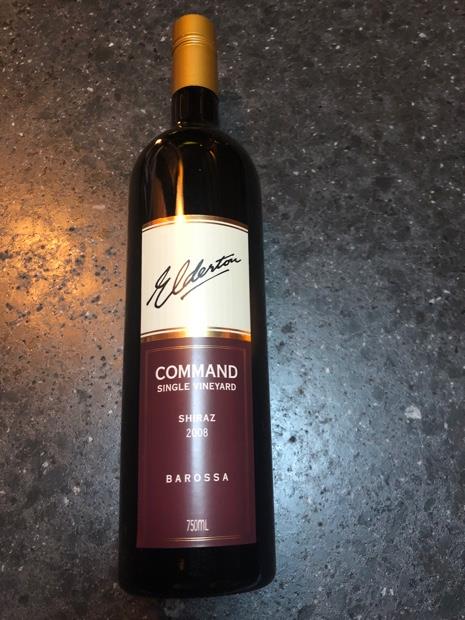 Elderton
COMMAND
SINGLE VINEYARD
SHIRAZ
2008
BAROSSA
750ML